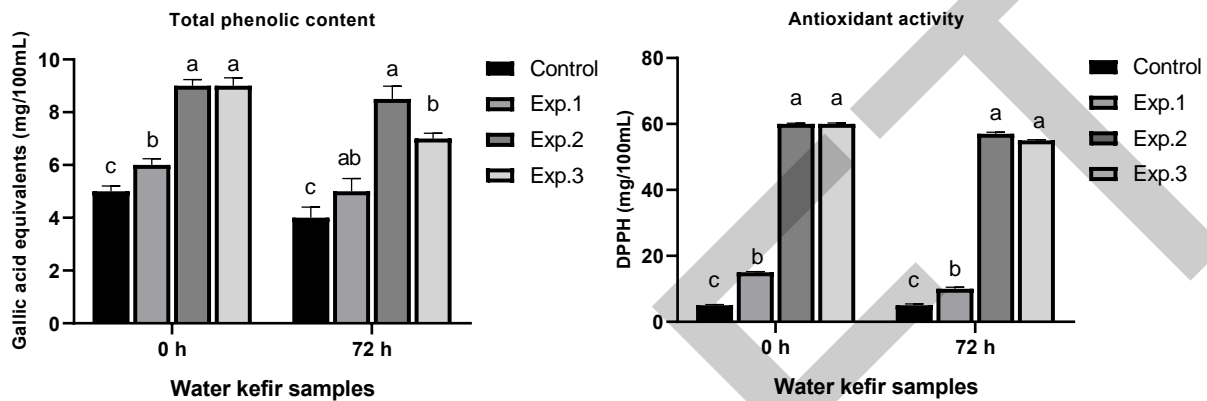 Total phenolic content
Gallic acid equivalents (mg/100mL)
10
8
6
4
2
0
c
b
a
a
c
ab
a
b
0 h
72 h
Water kefir samples
Control
Exp.1
Exp.2
Exp.3
Antioxidant activity
DPPH (mg/100mL)
80
60
40
20
0
c
b
a
a
c
b
a
a
0 h
72 h
Water kefir samples
Control
Exp.1
Exp.2
Exp.3